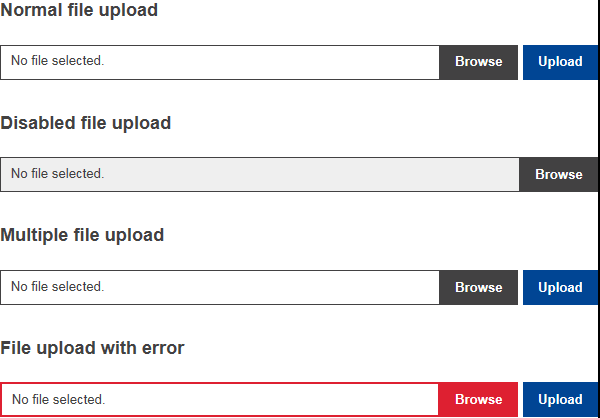 Normal file upload
No file selected. Browse Upload
Disabled file upload
No file selected. Browse
Multiple file upload
No file selected. Browse Upload
File upload with error
No file selected. Browse Upload